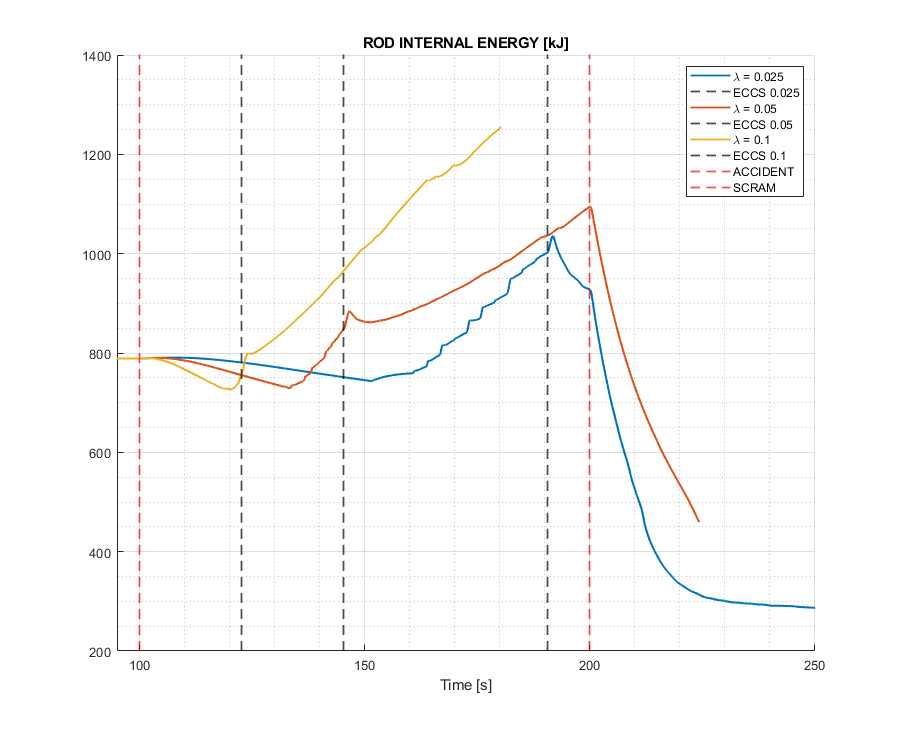 ROD INTERNAL ENERGY [kJ]
1400
1200
1000
800
600
400
200
λ = 0.025
ECCS 0.025
λ = 0.05
ECCS 0.05
λ = 0.1
ECCS 0.1
ACCIDENT
SCRAM
100 150 200 250
Time [s]